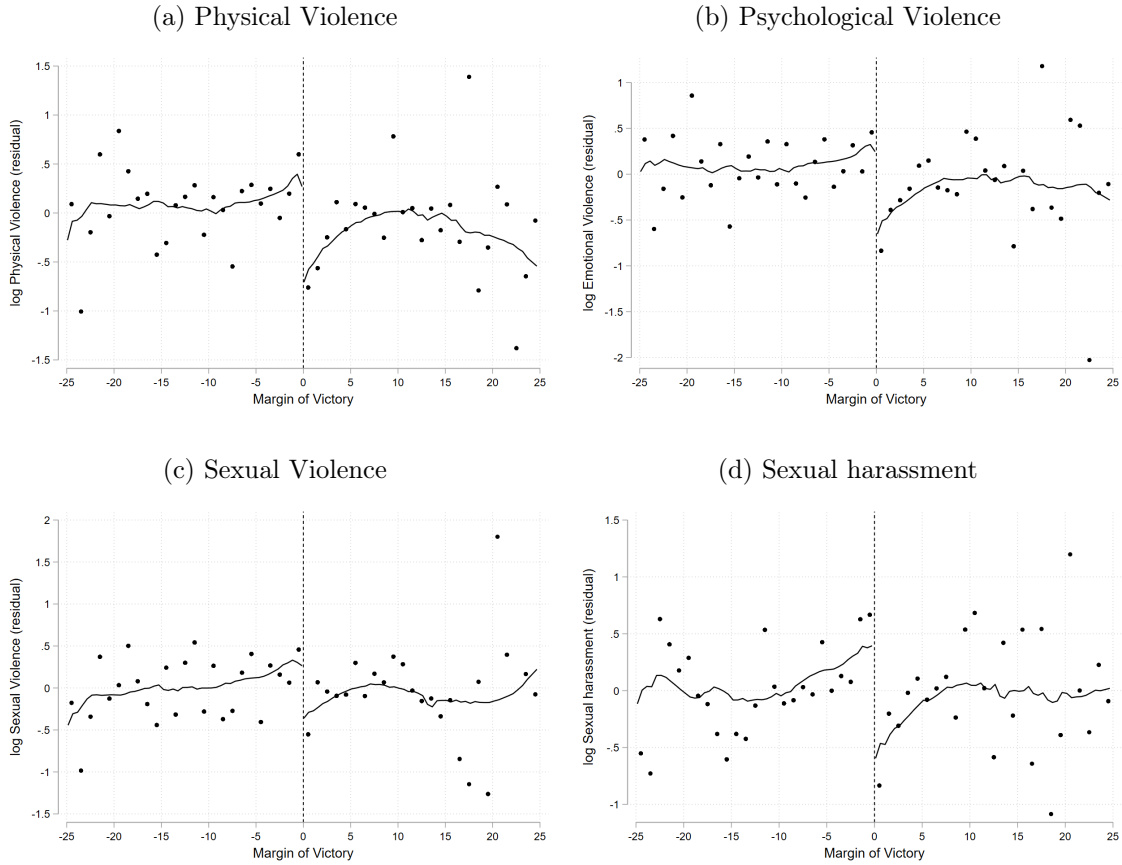 (a) Physical Violence
log Physical Violence (residual)
1.5
1
.5
0
-.5
-1
-1.5
-25 -20 -15 -10 -5 0 5 10 15 20 25
Margin of Victory
(b) Psychological Violence
log Emotional Violence (residual)
1
.5
0
-.5
-1
-1.5
-2
-25 -20 -15 -10 -5 0 5 10 15 20 25
Margin of Victory
(c) Sexual Violence
log Sexual Violence (residual)
2
1.5
1
.5
0
-.5
-1
-1.5
-25 -20 -15 -10 -5 0 5 10 15 20 25
Margin of Victory
(d) Sexual harassment
log Sexual harassment (residual)
1.5
1
.5
0
-.5
-1
-25 -20 -15 -10 -5 0 5 10 15 20 25
Margin of Victory